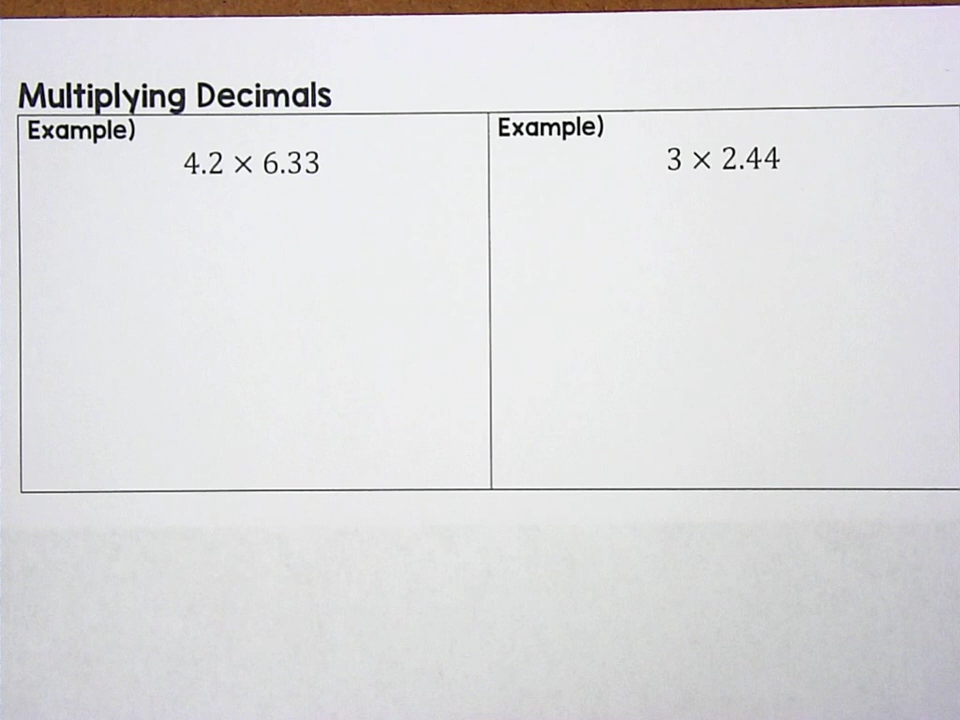 Multiplying Decimals
Example)
4.2 × 6.33
Example)
3 × 2.44